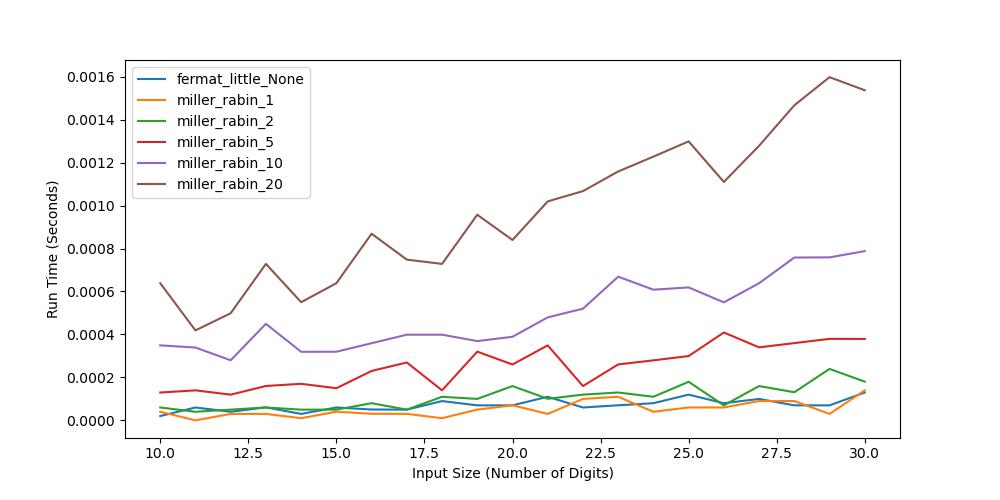 fermat_little_None
miller_rabin_1
miller_rabin_2
miller_rabin_5
miller_rabin_10
miller_rabin_20
Run Time (Seconds)
0.0016
0.0014
0.0012
0.0010
0.0008
0.0006
0.0004
0.0002
0.0000
10.0 12.5 15.0 17.5 20.0 22.5 25.0 27.5 30.0
Input Size (Number of Digits)